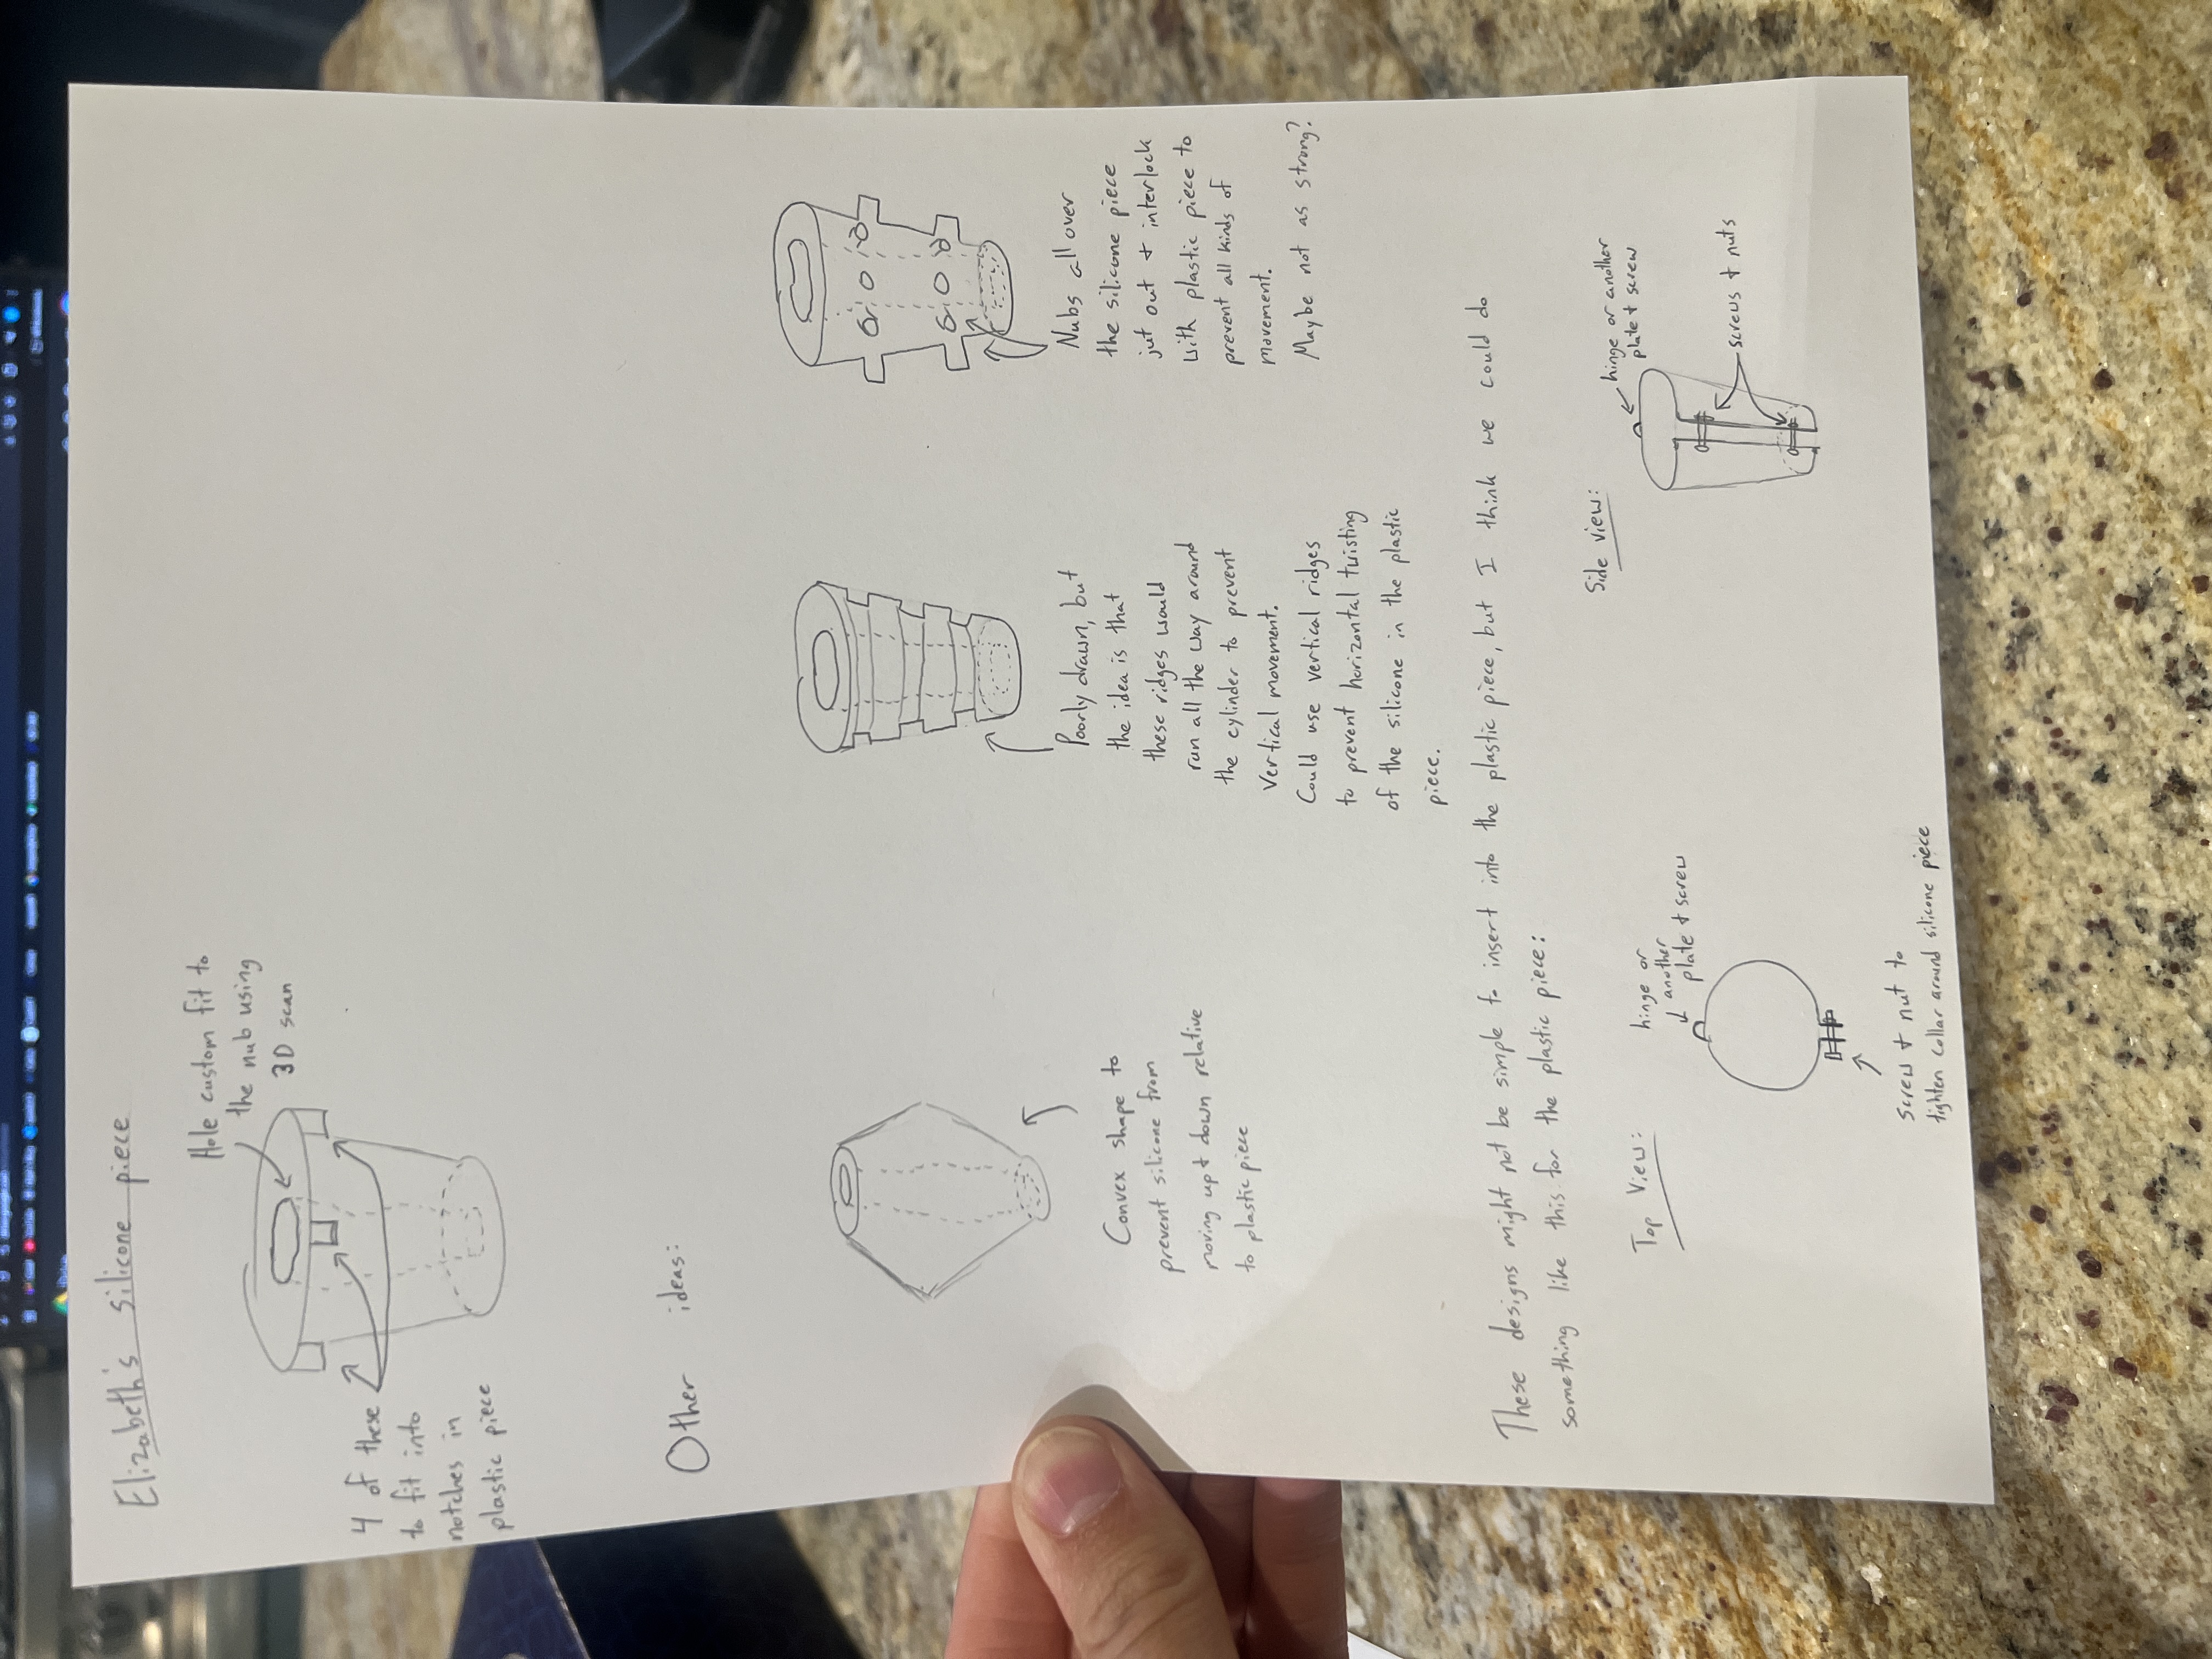 Elizabeth's silicone piece
Hole custom fit to
the nub using
3D scan
4 of these
to fit into
notches in
plastic piece
Other ideas:
Convex shape to
prevent silicone from
moving up + down relative
to plastic piece
Poorly drawn, but
the idea is that
these ridges would
run all the way around
the cylinder to prevent
vertical movement.
Could use vertical ridges
to prevent horizontal twisting
of the silicone in the plastic
piece.
Nubs all over
the silicone piece
jut out + interlock
with plastic piece to
prevent all kinds of
movement.
Maybe not as strong?
These designs might not be simple to insert into the plastic piece, but I think we could do
something like this for the plastic piece:
Top View:
hinge or
another
plate + screw
screw + nut to
tighten collar around silicone piece
Side view:
hinge or another
plate + screw
screws + nuts